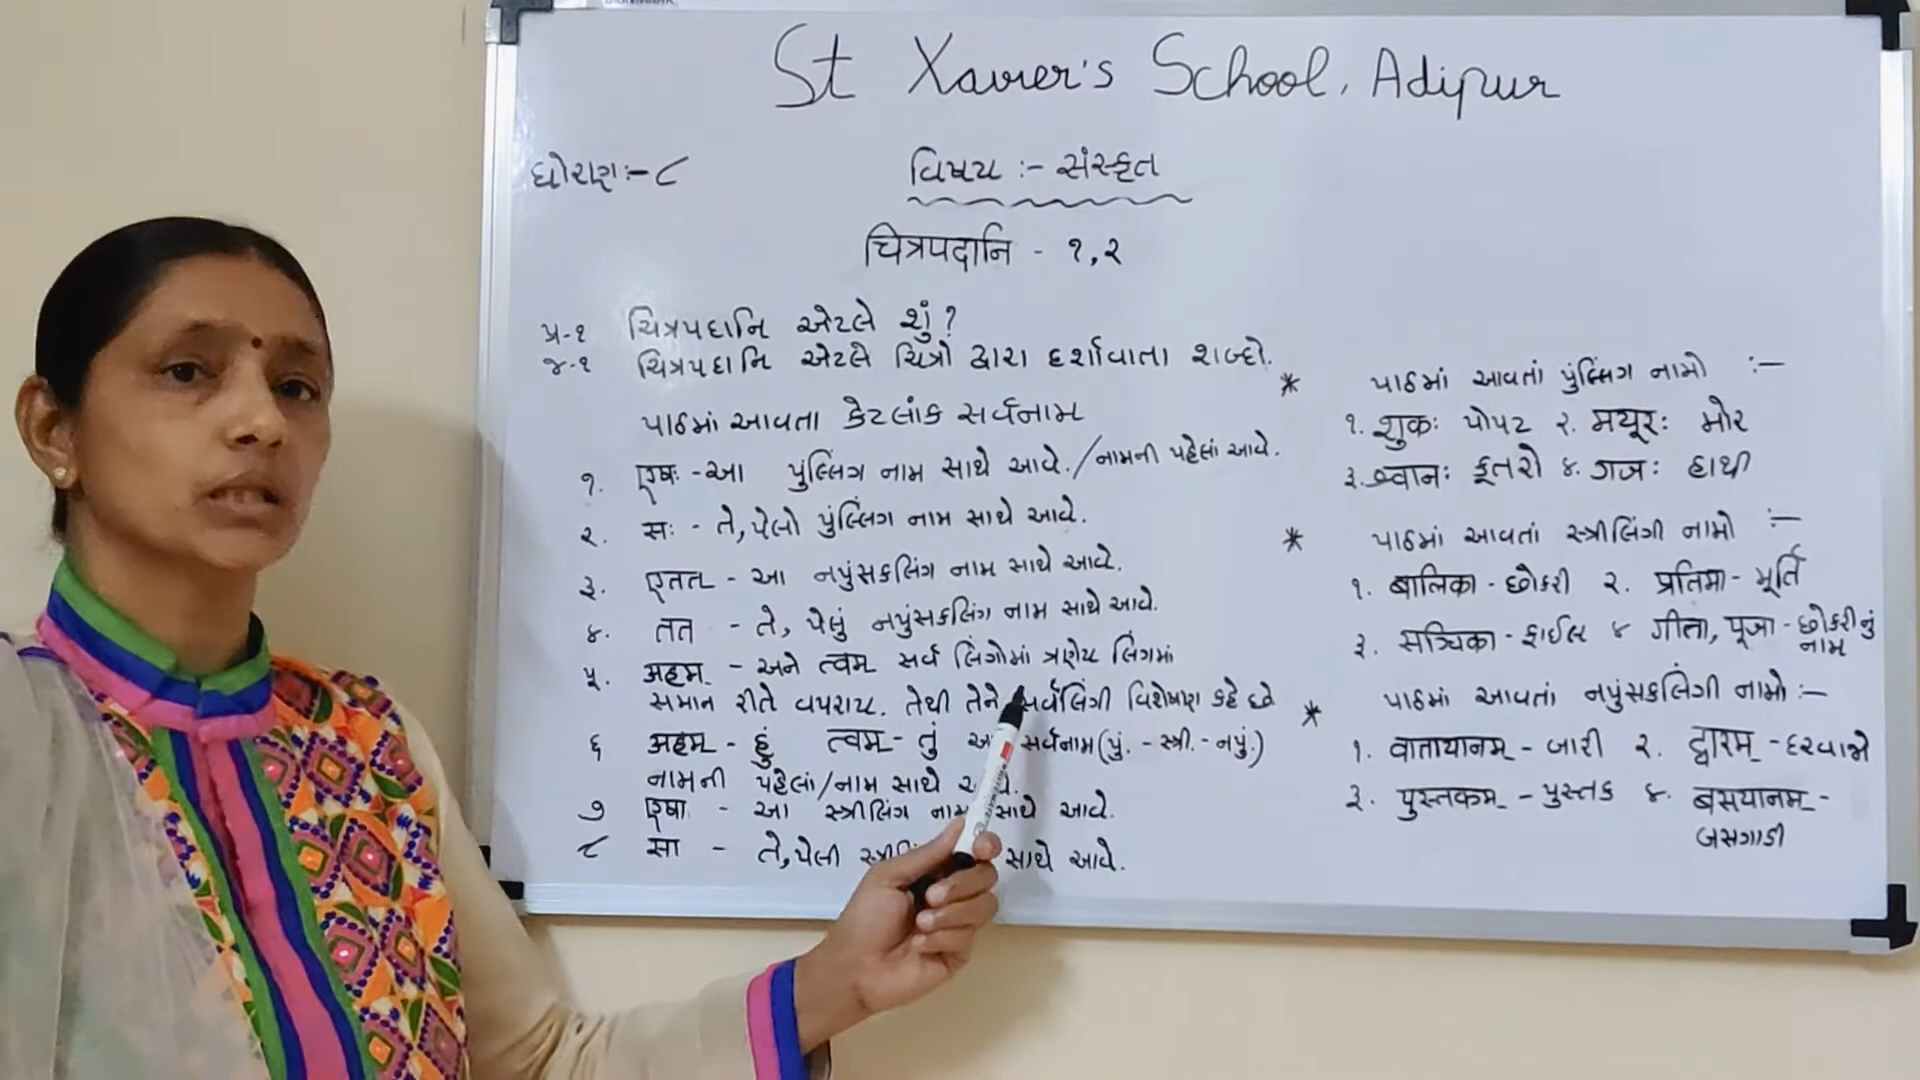 St Xavier's School, Adipur
ધોરણ:-૮
વિષય :- સંસ્કૃત
चित्रपदानि - १,२
પ્ર-૧ ચિત્રપદાનિ એટલે શું?
જ-૧ ચિત્રપદાનિ એટલે ચિત્રો દ્વારા દર્શાવાતા શબ્દો.
પાઠમાં આવતા કેટલાંક સર્વનામ
૧. एषः - આ પુંલ્લિગ નામ સાથે આવે./નામની પહેલાં આવે.
૨. सः - તે, પેલો પુંલ્લિંગ નામ સાથે આવે.
૩. एतत् - આ નપુંસકલિંગ નામ સાથે આવે.
૪. तत - તે, પેલું નપુંસકલિંગ નામ સાથે આવે.
૫. अहम् - અને त्वम् સર્વ લિંગોમાં ત્રણેય લિંગમાં
સમાન રીતે વપરાય. તેથી તેને સર્વલિંગી વિશેષણ કહે છે
૬ अहम् - હું त्वम् - તું સર્વનામ(પું. - સ્ત્રી. - નપું.)
નામની પહેલાં/નામ સાથે
૭ एषा - આ સ્ત્રીલિંગ નામ સાથે આવે.
૮ सा - તે, પેલી સાથે આવે.
* પાઠમાં આવતાં પુંલ્લિંગ નામો :-
૧. शुकः પોપટ ૨. मयूरः મોર
૩. श्वानः કૂતરો ૪. गजः હાથી
* પાઠમાં આવતાં સ્ત્રીલિંગી નામો :-
૧. बालिका - છોકરી ૨. प्रतिमा - મૂર્તિ
૩. सञ्चिका - ફાઈલ ૪ गीता, पूजा - છોકરીનું
નામ
* પાઠમાં આવતાં નપુંસકલિંગી નામો :-
૧. वातायानम् - બારી ૨. द्वारम् - દરવાજો
૩. पुस्तकम् - પુસ્તક ૪. बसयानम् -
બસગાડી